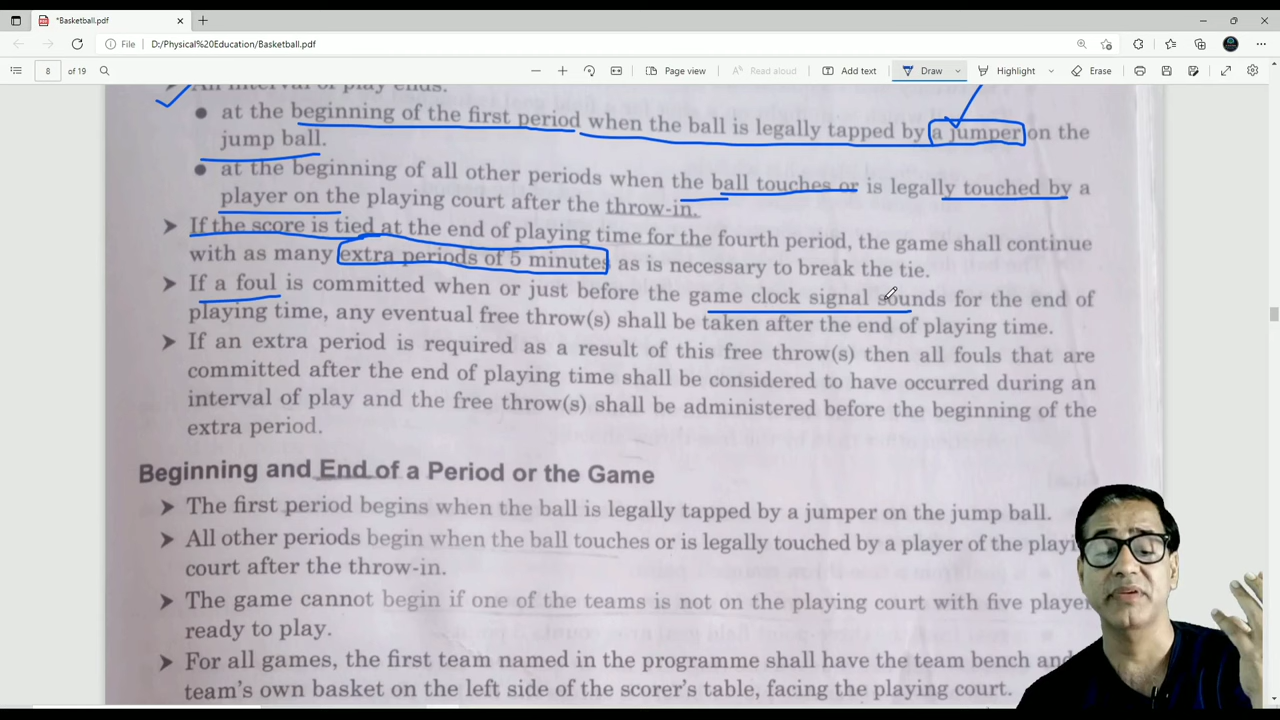 *Basketball.pdf
File
D:/Physical%20Education/Basketball.pdf
8
of 19
Page view
Read aloud
Add text
Draw
Highlight
Erase
An interval of play ends.
at the beginning of the first period when the ball is legally tapped by a jumper on the
jump ball.
at the beginning of all other periods when the ball touches or is legally touched by a
player on the playing court after the throw-in.
If the score is tied at the end of playing time for the fourth period, the game shall continue
with as many extra periods of 5 minutes as is necessary to break the tie.
If a foul is committed when or just before the game clock signal sounds for the end of
playing time, any eventual free throw(s) shall be taken after the end of playing time.
If an extra period is required as a result of this free throw(s) then all fouls that are
committed after the end of playing time shall be considered to have occurred during an
interval of play and the free throw(s) shall be administered before the beginning of the
extra period.
Beginning and End of a Period or the Game
The first period begins when the ball is legally tapped by a jumper on the jump ball.
All other periods begin when the ball touches or is legally touched by a player of the playi
court after the throw-in.
The game cannot begin if one of the teams is not on the playing court with five player
ready to play.
For all games, the first team named in the programme shall have the team bench and
team's own basket on the left side of the scorer's table, facing the playing court.